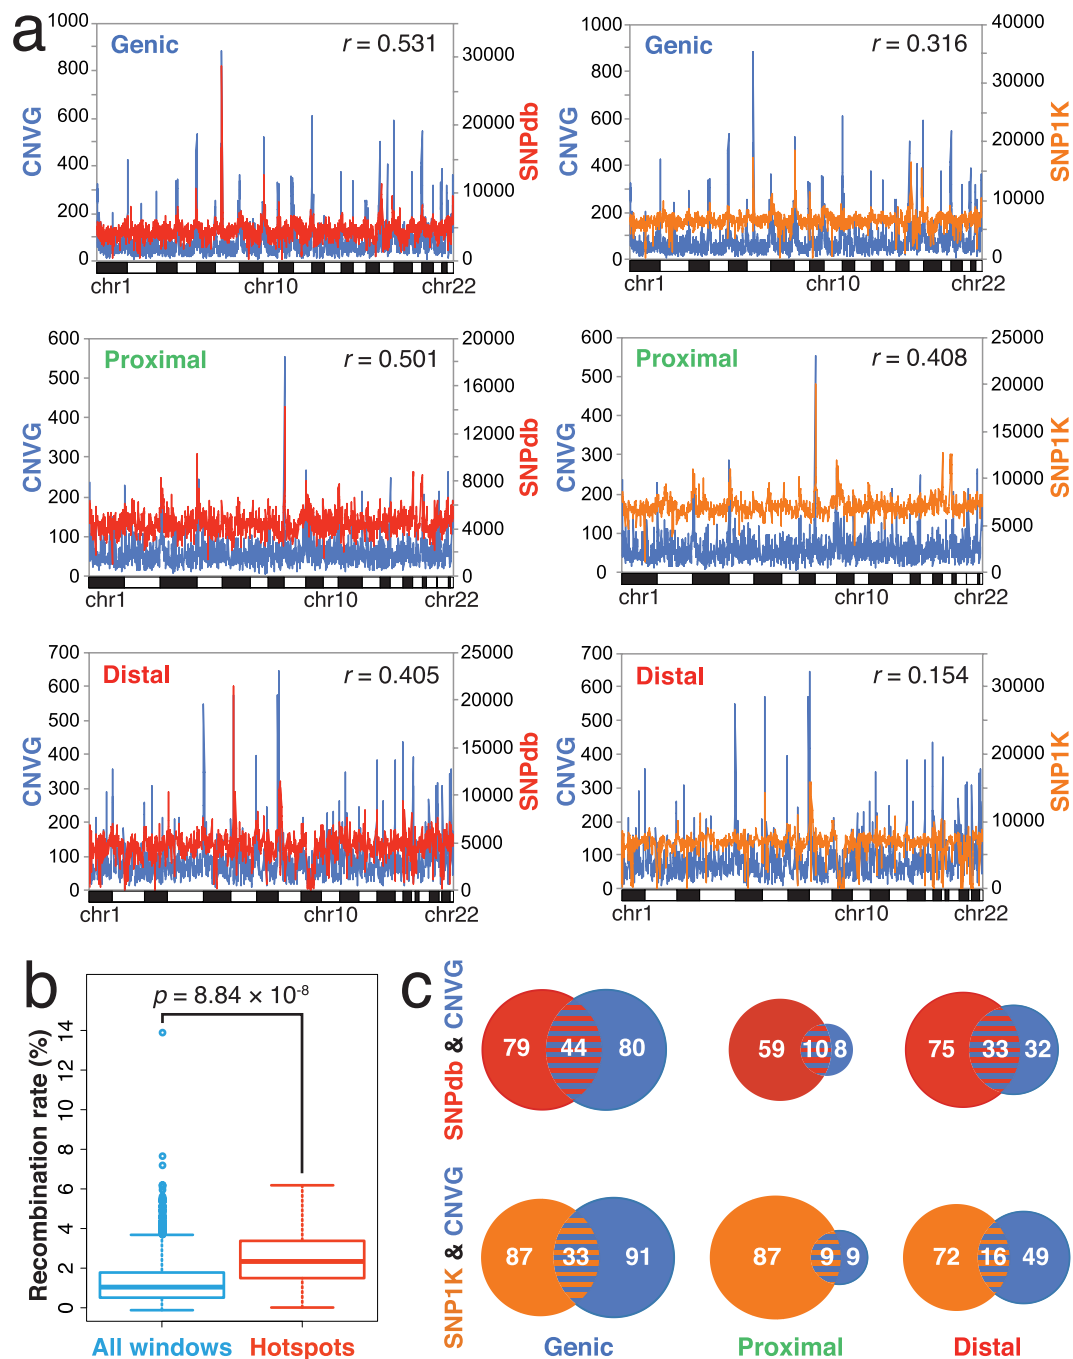 a
Genic
r = 0.531
CNVG
1000
800
600
400
200
0
30000
20000
10000
0
SNPdb
chr1
chr10
chr22
Genic
r = 0.316
CNVG
1000
800
600
400
200
0
40000
30000
20000
10000
0
SNP1K
chr1
chr10
chr22
Proximal
r = 0.501
CNVG
600
500
400
300
200
100
0
20000
16000
12000
8000
4000
0
SNPdb
chr1
chr10
chr22
Proximal
r = 0.408
CNVG
600
500
400
300
200
100
0
25000
20000
15000
10000
5000
0
SNP1K
chr1
chr10
chr22
Distal
r = 0.405
CNVG
700
600
500
400
300
200
100
0
25000
20000
15000
10000
5000
0
SNPdb
chr1
chr10
chr22
Distal
r = 0.154
CNVG
700
600
500
400
300
200
100
0
30000
20000
10000
0
SNP1K
chr1
chr10
chr22
b
p = 8.84 × 10-8
Recombination rate (%)
14
12
10
8
6
4
2
0
All windows
Hotspots
c
SNPdb & CNVG
79 44 80
59 10 8
75 33 32
SNP1K & CNVG
87 33 91
87 9 9
72 16 49
Genic
Proximal
Distal